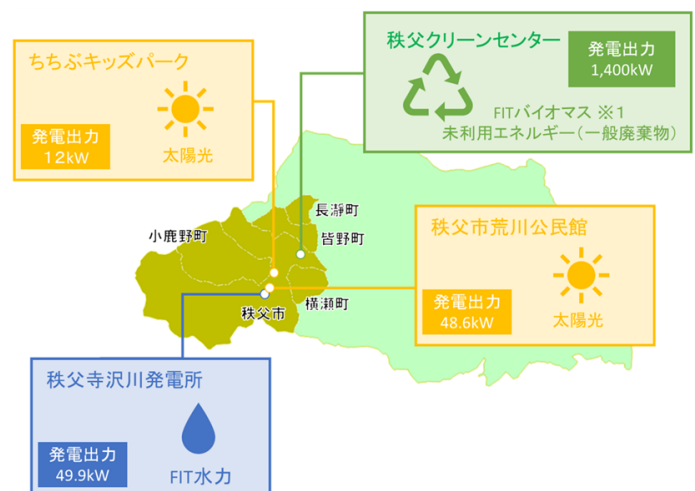 ちちぶキッズパーク
発電出力
12kW
太陽光
秩父クリーンセンター
発電出力
1,400kW
FITバイオマス ※1
未利用エネルギー(一般廃棄物)
長瀞町
皆野町
小鹿野町
横瀬町
秩父市
秩父市荒川公民館
発電出力
48.6kW
太陽光
秩父寺沢川発電所
発電出力
49.9kW
FIT水力